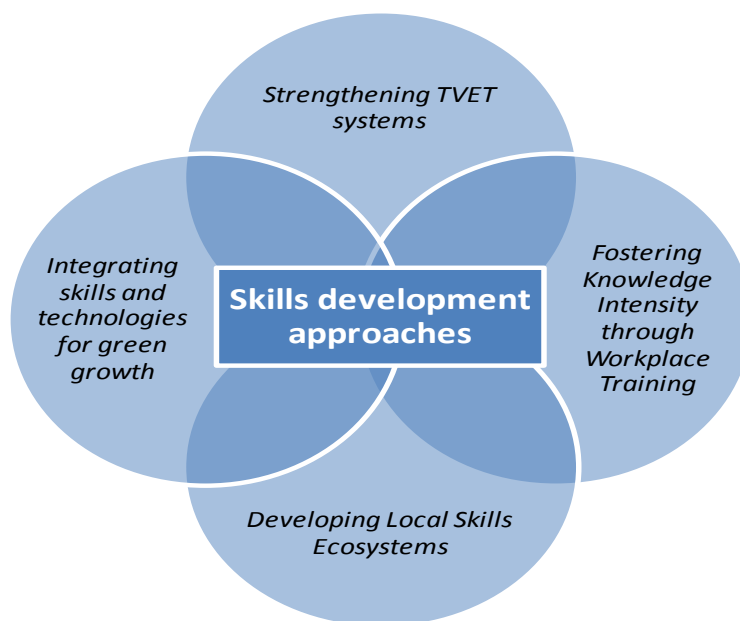 Strengthening TVET
systems
Integrating
skills and
technologies
for green
growth
Skills development
approaches
Fostering
Knowledge
Intensity
through
Workplace
Training
Developing Local Skills
Ecosystems